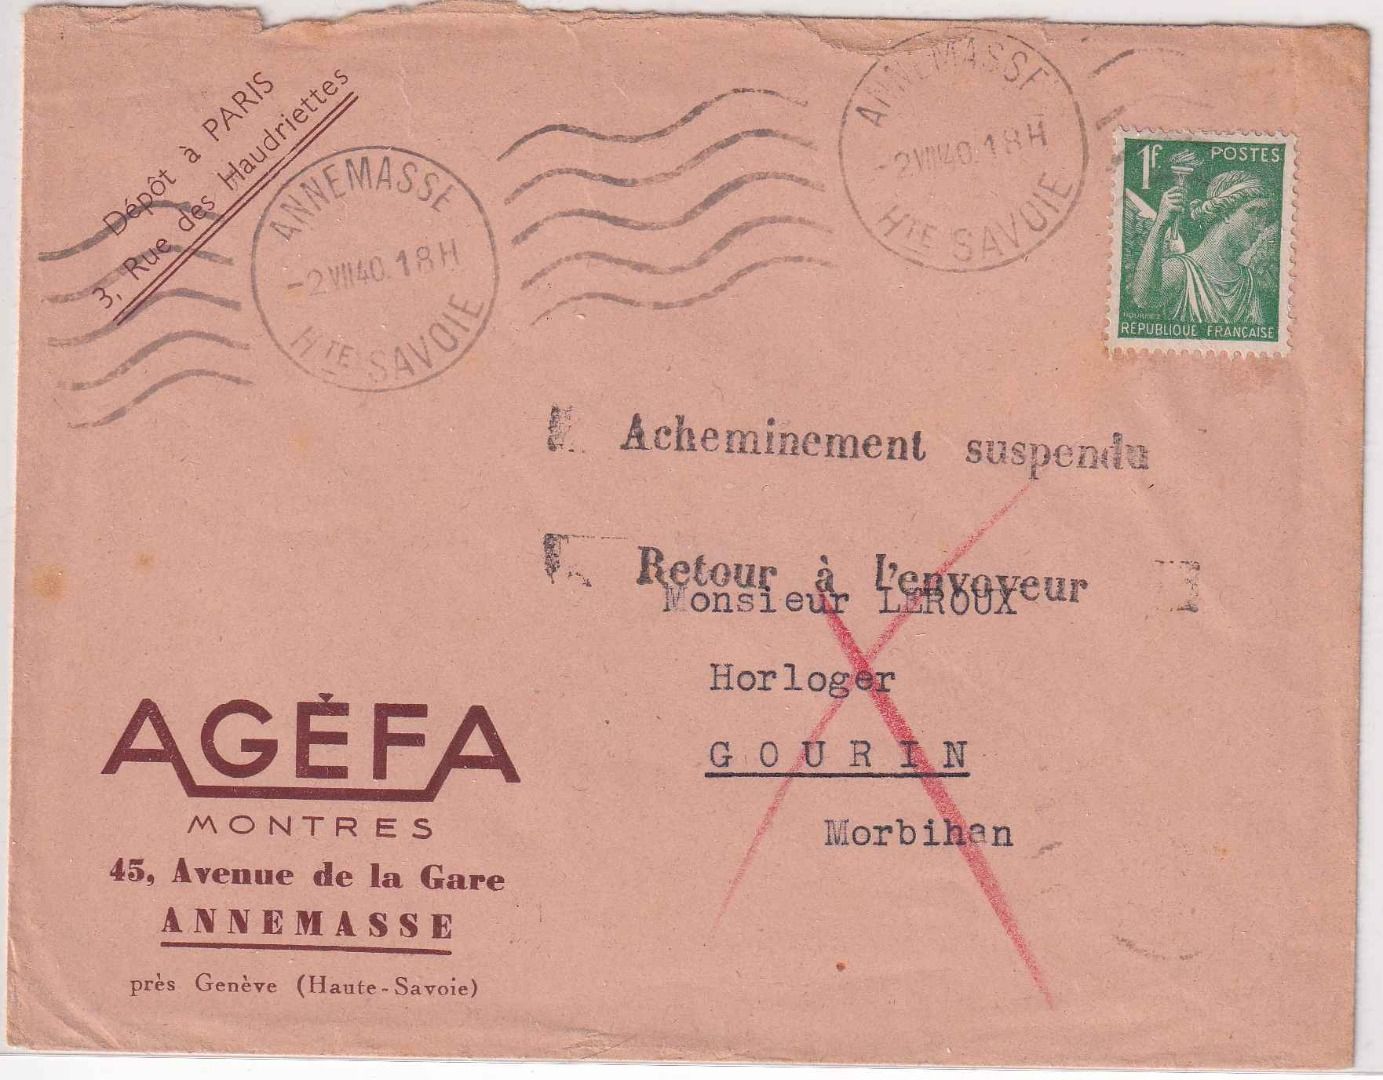 Dépôt à PARIS
3, Rue des Haudriettes
ANNEMASSE
-2 VII 40. 18 H
HTE SAVOIE
ANNEMASSE
-2 VII 40. 18 H
HTE SAVOIE
1F. POSTES
RÉPUBLIQUE FRANÇAISE
Acheminement suspendu
Retour à l'envoyeur
Monsieur LEROUX
Horloger
GOURIN
Morbihan
AGÉFA
MONTRES
45, Avenue de la Gare
ANNEMASSE
près Genève (Haute-Savoie)